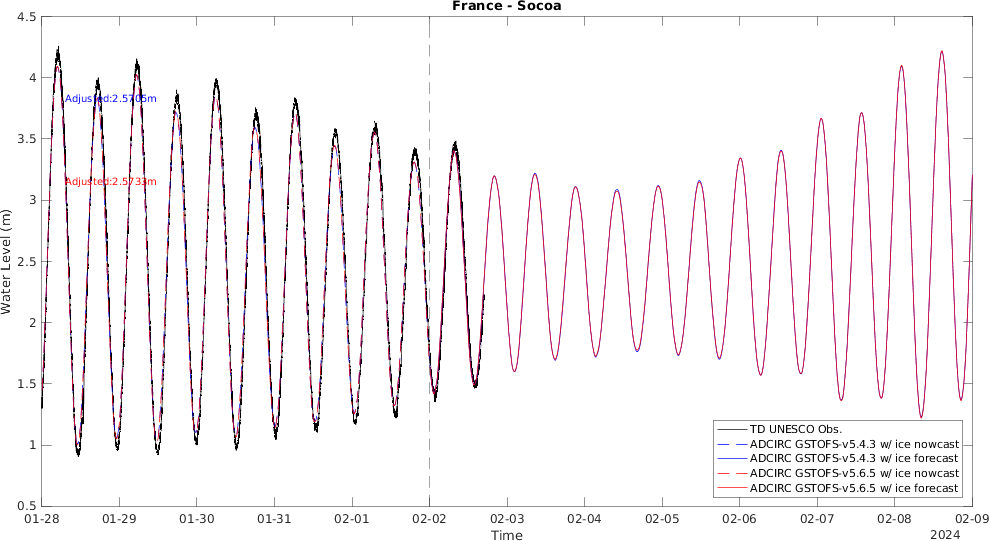 France - Socoa
4.5
4
3.5
3
2.5
2
1.5
1
0.5
Water Level (m)
Adjusted:2.5705m
Adjusted:2.5733m
TD UNESCO Obs.
ADCIRC GSTOFS-v5.4.3 w/ ice nowcast
ADCIRC GSTOFS-v5.4.3 w/ ice forecast
ADCIRC GSTOFS-v5.6.5 w/ ice nowcast
ADCIRC GSTOFS-v5.6.5 w/ ice forecast
01-28 01-29 01-30 01-31 02-01 02-02 02-03 02-04 02-05 02-06 02-07 02-08 02-09
Time
2024